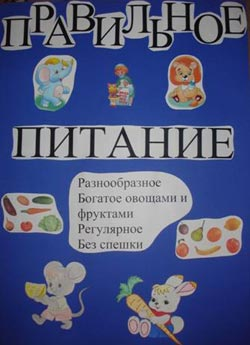 ПРАВИЛЬНОЕ
ПИТАНИЕ
Разнообразное
Богатое овощами и
фруктами
Регулярное
Без спешки